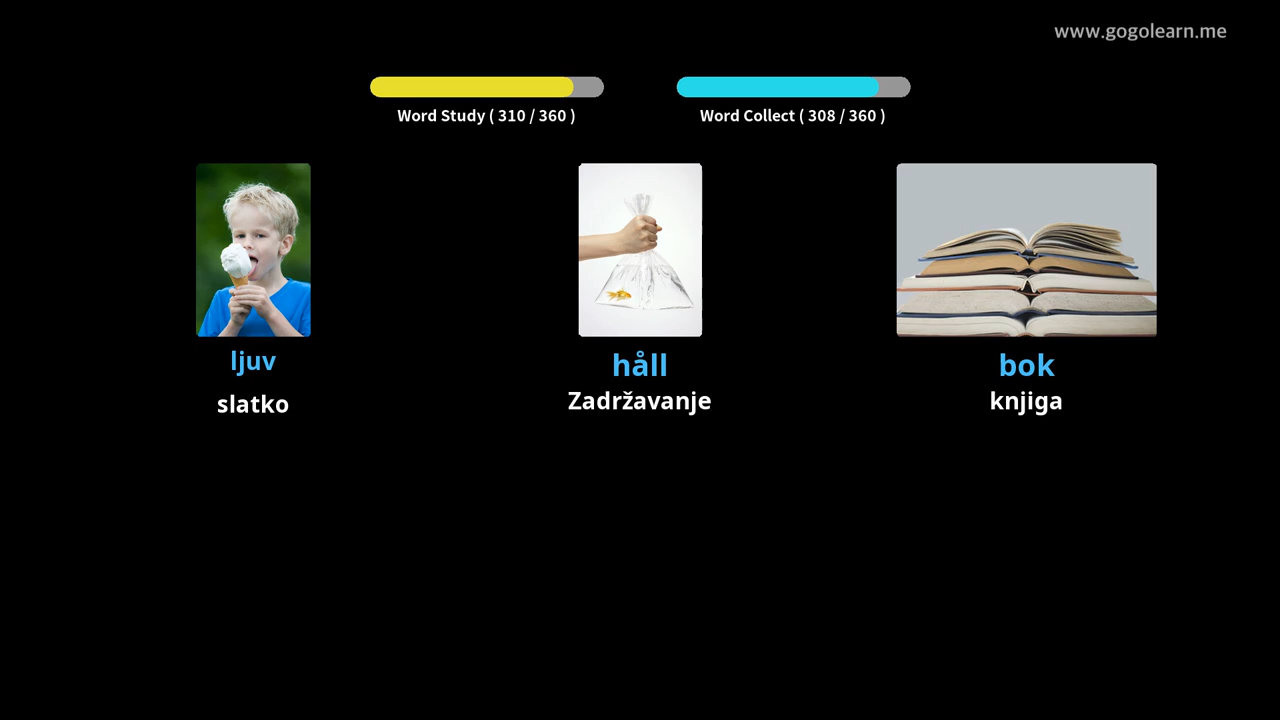 www.gogolearn.me
Word Study ( 310 / 360 )
Word Collect ( 308 / 360 )
ljuv
slatko
håll
Zadržavanje
bok
knjiga